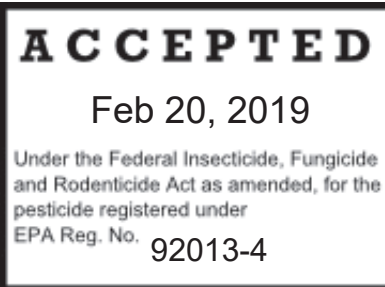 ACCEPTED
Feb 20, 2019
Under the Federal Insecticide, Fungicide
and Rodenticide Act as amended, for the
pesticide registered under
EPA Reg. No. 92013-4